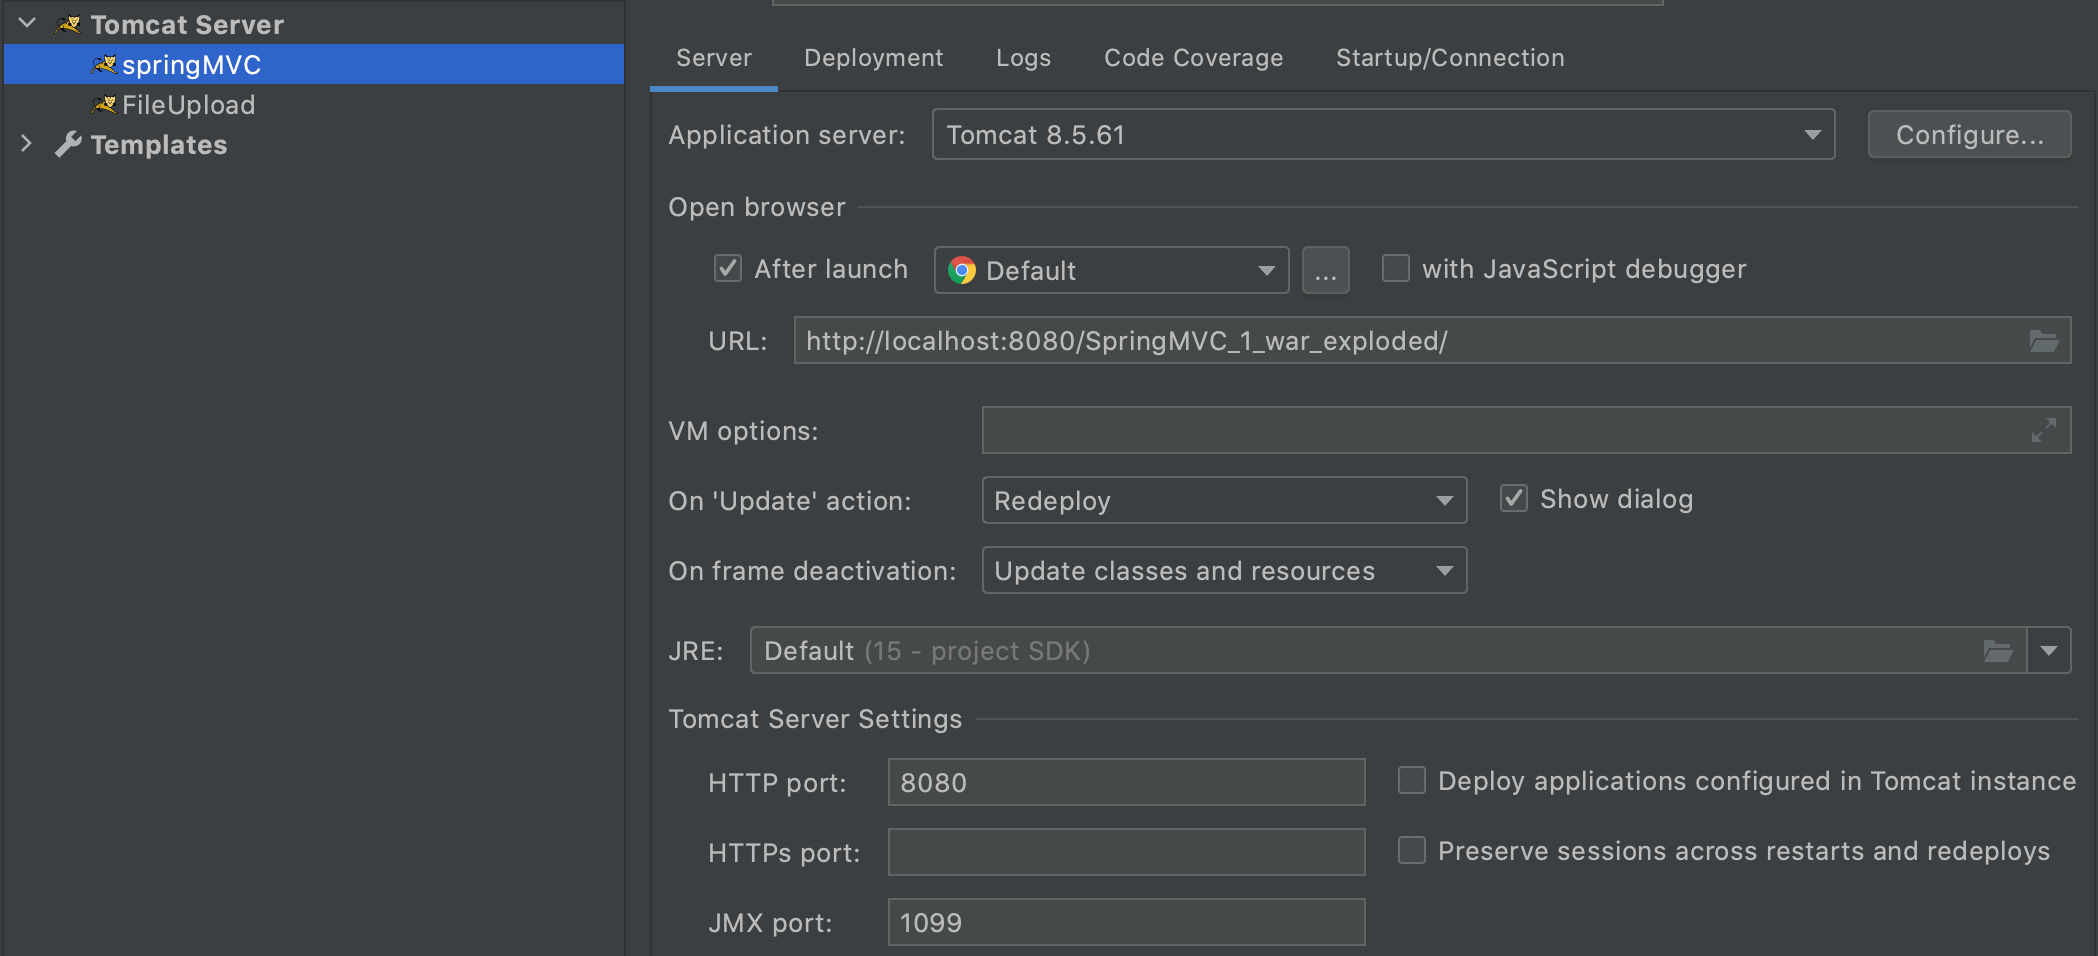 Tomcat Server
springMVC
FileUpload
Templates
Server Deployment Logs Code Coverage Startup/Connection
Application server: Tomcat 8.5.61 Configure...
Open browser
After launch Default ... with JavaScript debugger
URL: http://localhost:8080/SpringMVC_1_war_exploded/
VM options:
On 'Update' action: Redeploy Show dialog
On frame deactivation: Update classes and resources
JRE: Default (15 - project SDK)
Tomcat Server Settings
HTTP port: 8080 Deploy applications configured in Tomcat instance
HTTPs port: Preserve sessions across restarts and redeploys
JMX port: 1099